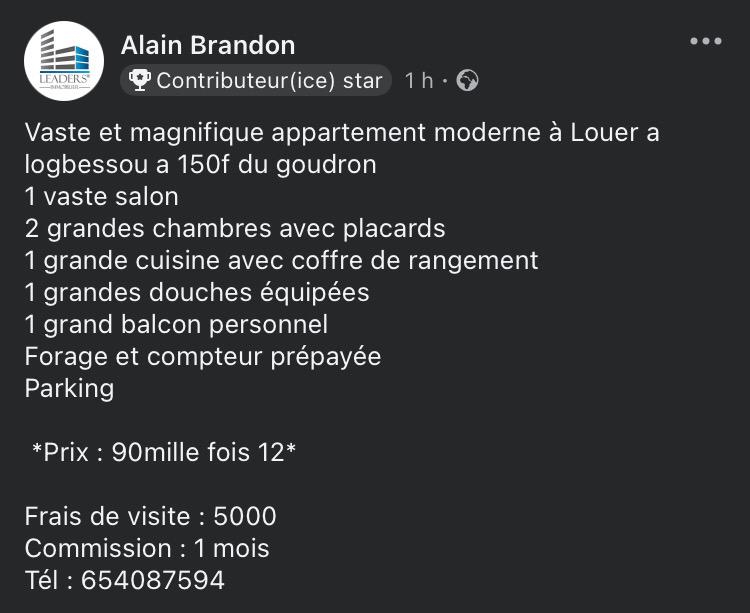 Alain Brandon
LEADERS
IMMOBILIER
Contributeur(ice) star 1 h ·
Vaste et magnifique appartement moderne à Louer a
logbessou a 150f du goudron
1 vaste salon
2 grandes chambres avec placards
1 grande cuisine avec coffre de rangement
1 grandes douches équipées
1 grand balcon personnel
Forage et compteur prépayée
Parking
*Prix : 90mille fois 12*
Frais de visite : 5000
Commission : 1 mois
Tél : 654087594